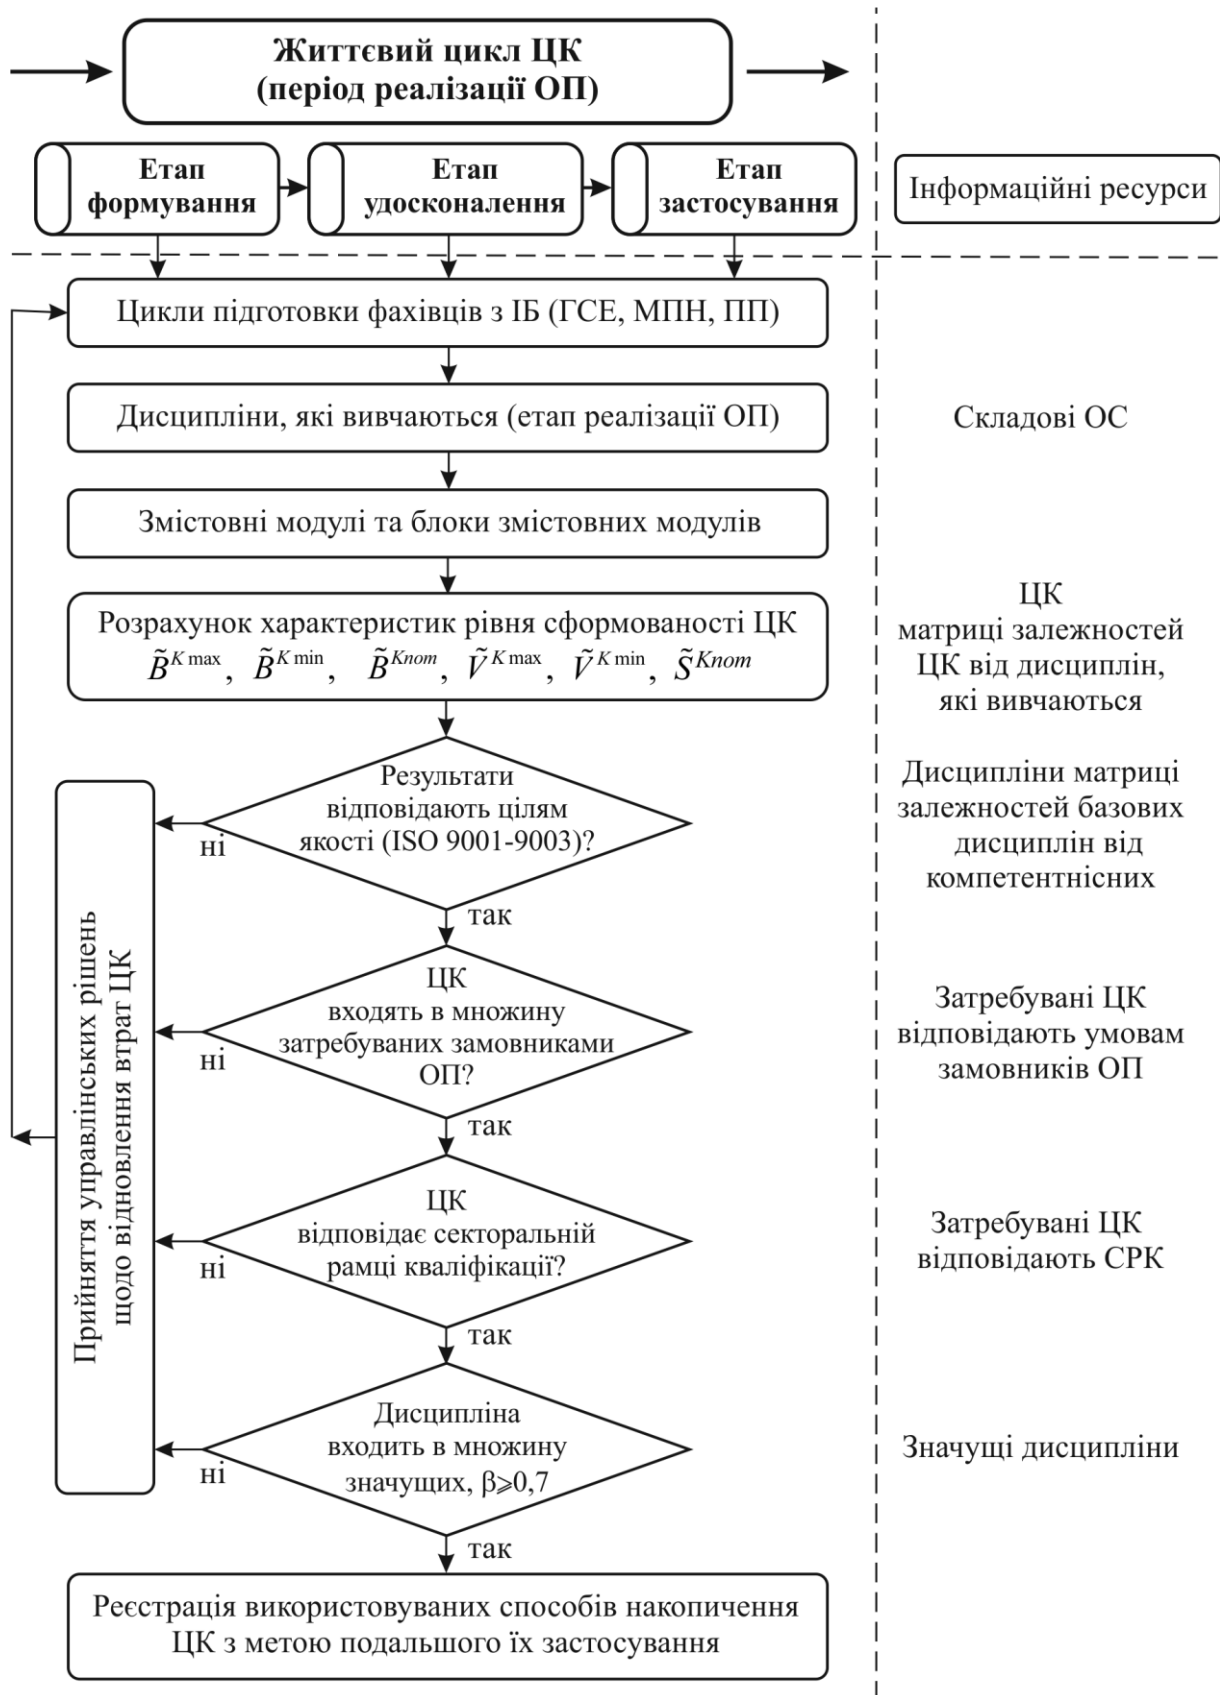 Життєвий цикл ЦК
(період реалізації ОП)
Етап
формування
Етап
удосконалення
Етап
застосування
Інформаційні ресурси
Цикли підготовки фахівців з ІБ (ГСЕ, МПН, ПП)
Дисципліни, які вивчаються (етап реалізації ОП)
Складові ОС
Змістовні модулі та блоки змістовних модулів
Розрахунок характеристик рівня сформованості ЦК
B̃^{K max}, B̃^{K min}, B̃^{Knom}, Ṽ^{K max}, Ṽ^{K min}, S̃^{Knom}
ЦК
матриці залежностей
ЦК від дисциплін,
які вивчаються
Результати
відповідають цілям
якості (ISO 9001-9003)?
ні
так
Дисципліни матриці
залежностей базових
дисциплін від
компетентнісних
Прийняття управлінських рішень
щодо відновлення втрат ЦК
ЦК
входять в множину
затребуваних замовниками
ОП?
ні
так
Затребувані ЦК
відповідають умовам
замовників ОП
ЦК
відповідає секторальній
рамці кваліфікації?
ні
так
Затребувані ЦК
відповідають СРК
Дисципліна
входить в множину
значущих, β⩾0,7
ні
так
Значущі дисципліни
Реєстрація використовуваних способів накопичення
ЦК з метою подальшого їх застосування